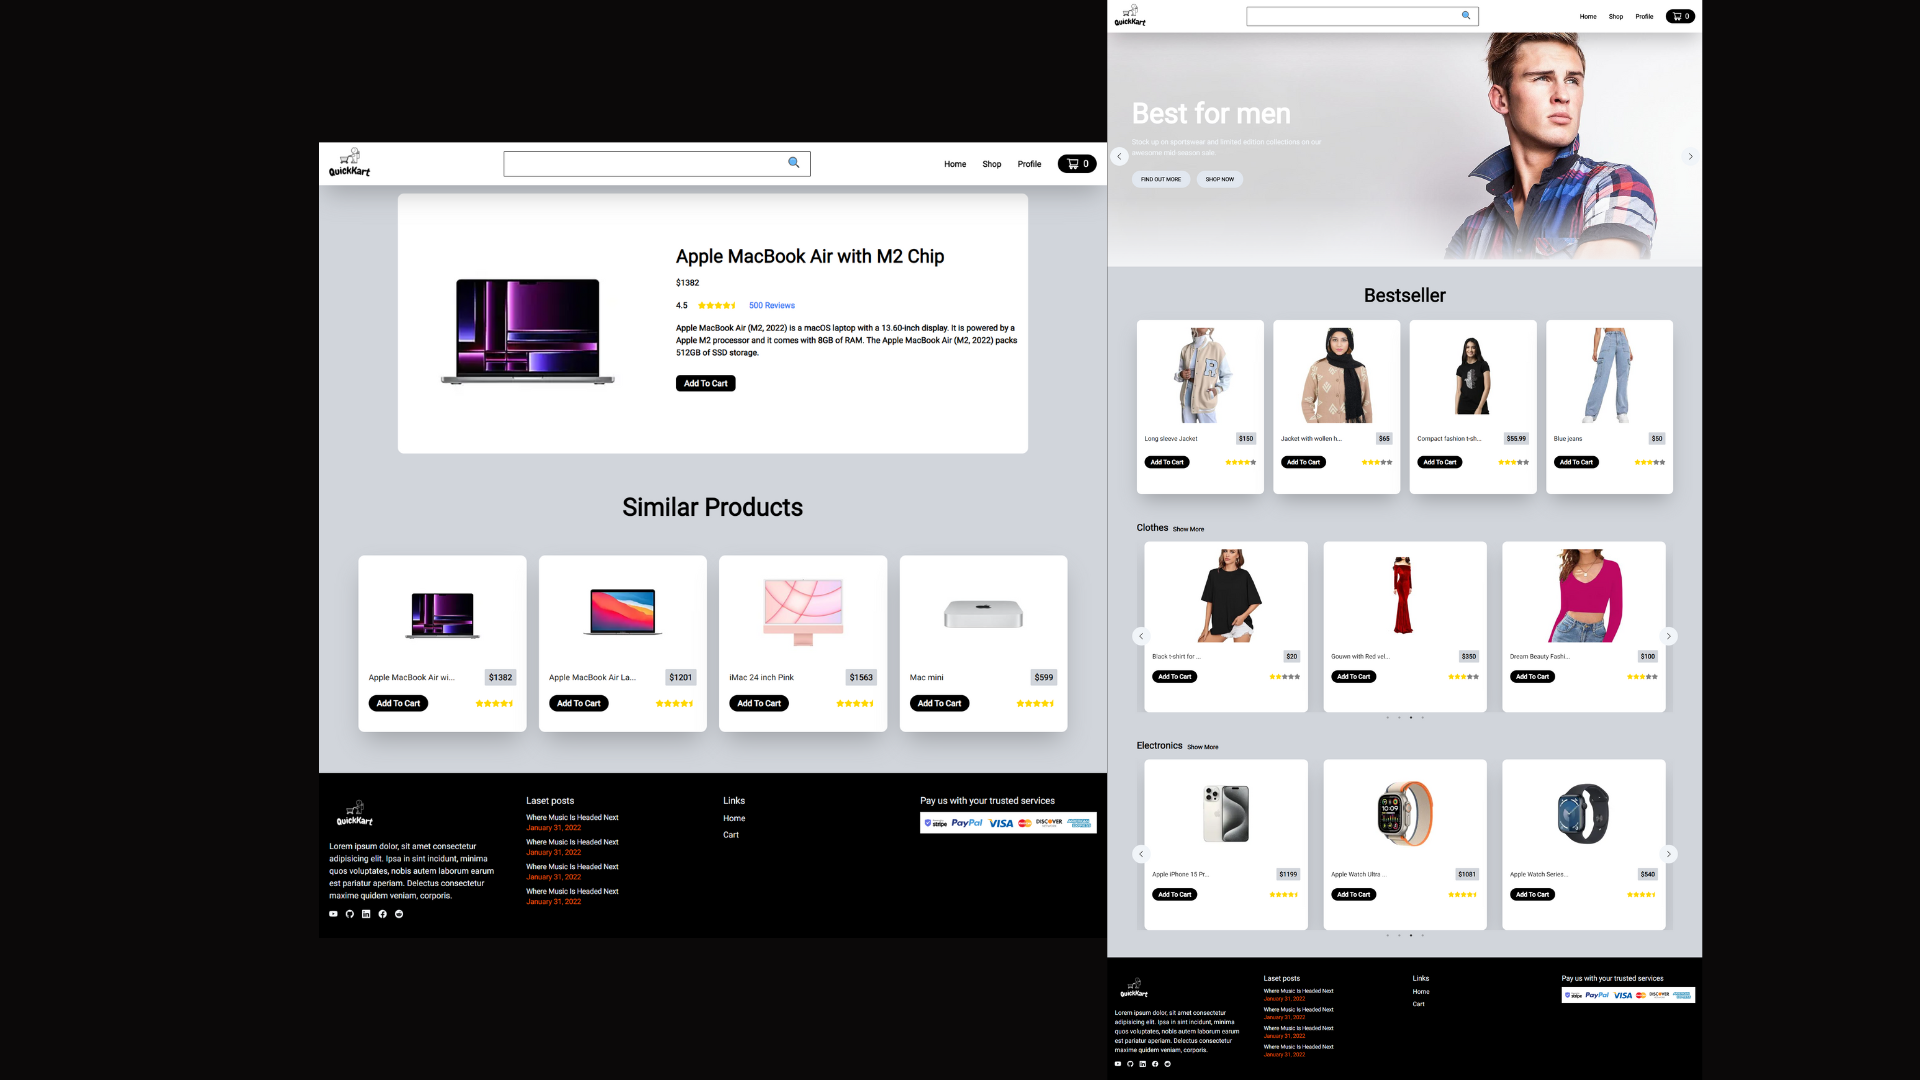 QuickKart
Home
Shop
Profile
0
Apple MacBook Air with M2 Chip
$1382
4.5
500 Reviews
Apple MacBook Air (M2, 2022) is a macOS laptop with a 13.60-inch display. It is powered by a
Apple M2 processor and it comes with 8GB of RAM. The Apple MacBook Air (M2, 2022) packs
512GB of SSD storage.
Add To Cart
Similar Products
Apple MacBook Air wi...
$1382
Add To Cart
Apple MacBook Air La...
$1201
Add To Cart
iMac 24 inch Pink
$1563
Add To Cart
Mac mini
$599
Add To Cart
QuickKart
Lorem ipsum dolor, sit amet consectetur
adipisicing elit. Ipsa in sint incidunt, minima
quos voluptates, nobis autem laborum earum
est pariatur aperiam. Delectus consectetur
maxime quidem veniam, corporis.
Laset posts
Where Music Is Headed Next
January 31, 2022
Where Music Is Headed Next
January 31, 2022
Where Music Is Headed Next
January 31, 2022
Where Music Is Headed Next
January 31, 2022
Links
Home
Cart
Pay us with your trusted services
stripe PayPal VISA DISCOVER
QuickKart
Home
Shop
Profile
0
Best for men
Stock up on sportswear and limited edition collections on our
awesome mid-season sale.
FIND OUT MORE
SHOP NOW
Bestseller
Long sleeve Jacket
$150
Add To Cart
Jacket with wollen h...
$65
Add To Cart
Compact fashion t-sh...
$55.99
Add To Cart
Blue jeans
$50
Add To Cart
Clothes Show More
Black t-shirt for ...
$20
Add To Cart
Gouwn with Red vel...
$350
Add To Cart
Dream Beauty Fashi...
$100
Add To Cart
Electronics Show More
Apple iPhone 15 Pr...
$1199
Add To Cart
10:09
Apple Watch Ultra ...
$1081
Add To Cart
Apple Watch Series...
$540
Add To Cart
QuickKart
Lorem ipsum dolor, sit amet consectetur
adipisicing elit. Ipsa in sint incidunt, minima
quos voluptates, nobis autem laborum earum
est pariatur aperiam. Delectus consectetur
maxime quidem veniam, corporis.
Laset posts
Where Music Is Headed Next
January 31, 2022
Where Music Is Headed Next
January 31, 2022
Where Music Is Headed Next
January 31, 2022
Where Music Is Headed Next
January 31, 2022
Links
Home
Cart
Pay us with your trusted services
stripe PayPal VISA DISCOVER